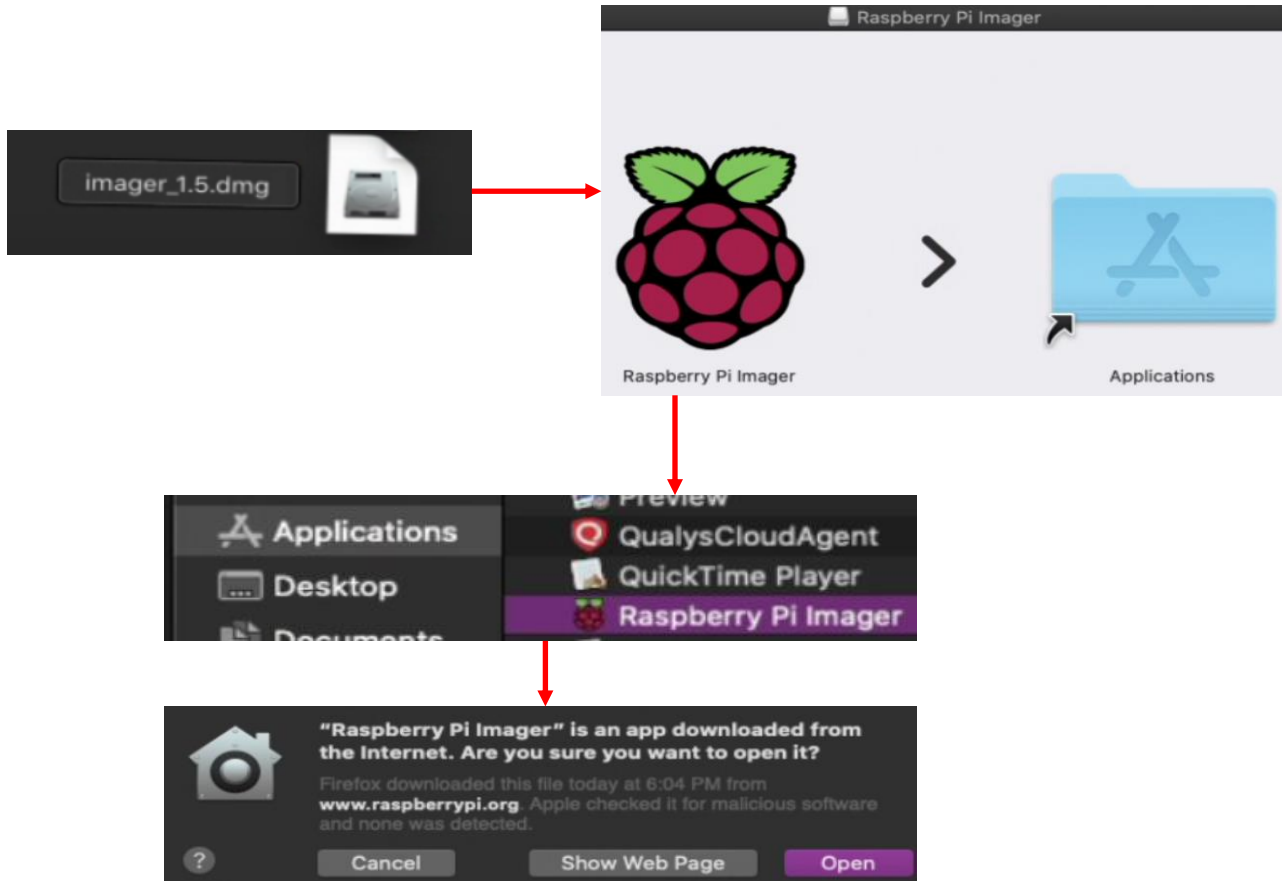 Raspberry Pi Imager
imager_1.5.dmg
Raspberry Pi Imager
Applications
Preview
Applications
QualysCloudAgent
QuickTime Player
Desktop
Raspberry Pi Imager
Documents
“Raspberry Pi Imager” is an app downloaded from
the Internet. Are you sure you want to open it?
Firefox downloaded this file today at 6:04 PM from
www.raspberrypi.org. Apple checked it for malicious software
and none was detected.
?
Cancel
Show Web Page
Open